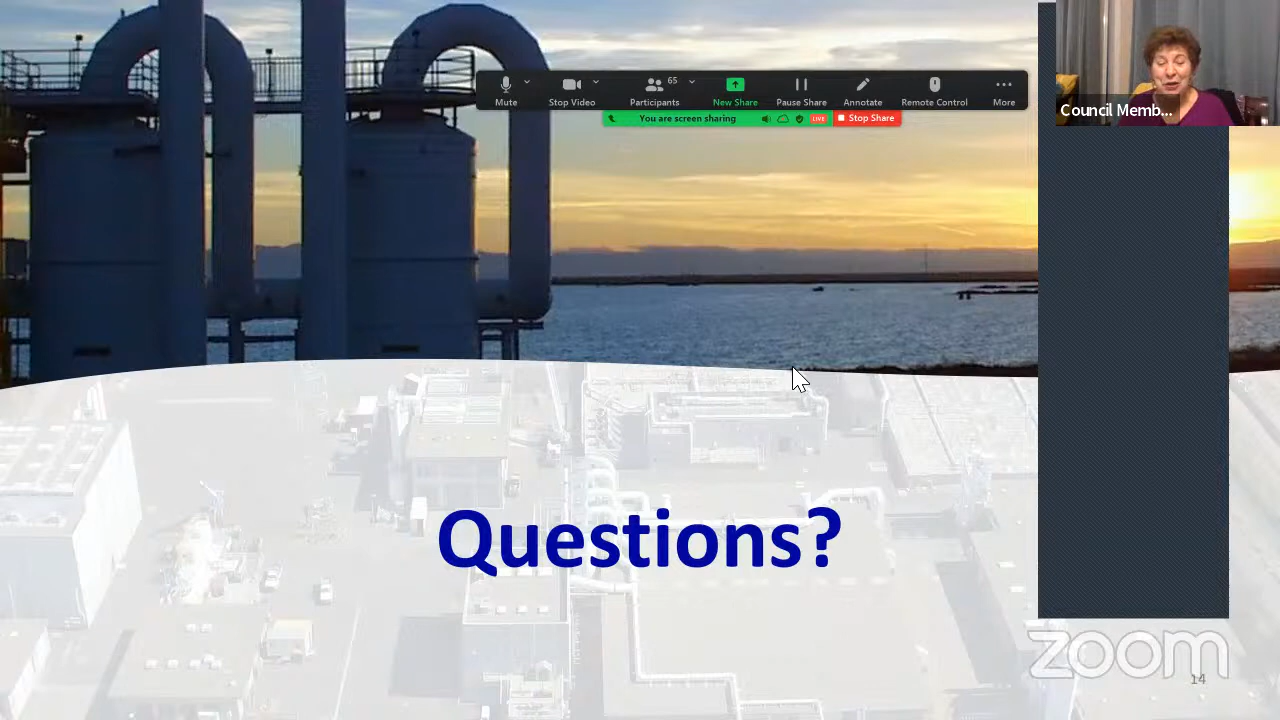 65
Mute
Stop Video
Participants
New Share
Pause Share
Annotate
Remote Control
More
You are screen sharing
LIVE
Stop Share
Council Memb...
Questions?
zoom
14